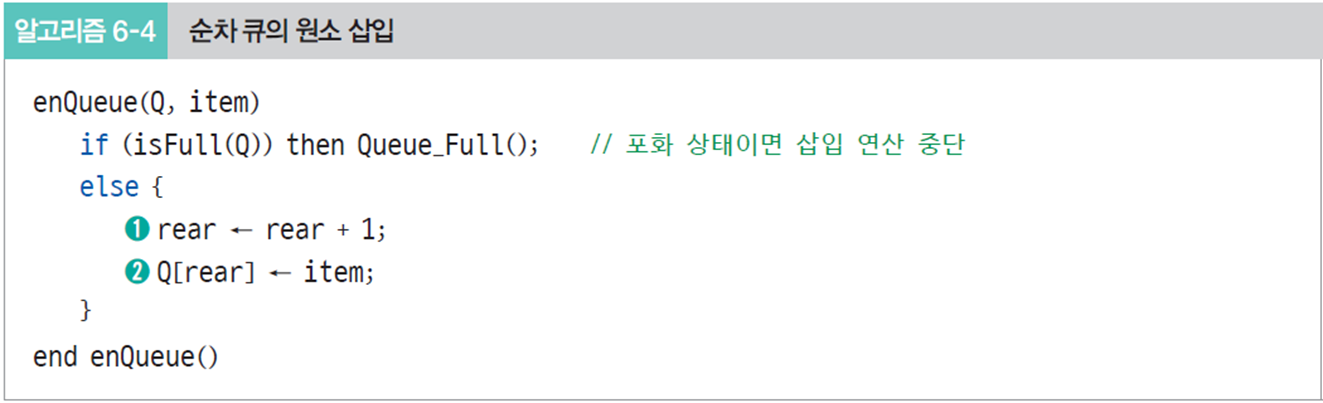 알고리즘 6-4 순차 큐의 원소 삽입
enQueue(Q, item)
if (isFull(Q)) then Queue_Full(); // 포화 상태이면 삽입 연산 중단
else {
❶ rear ← rear + 1;
❷ Q[rear] ← item;
}
end enQueue()